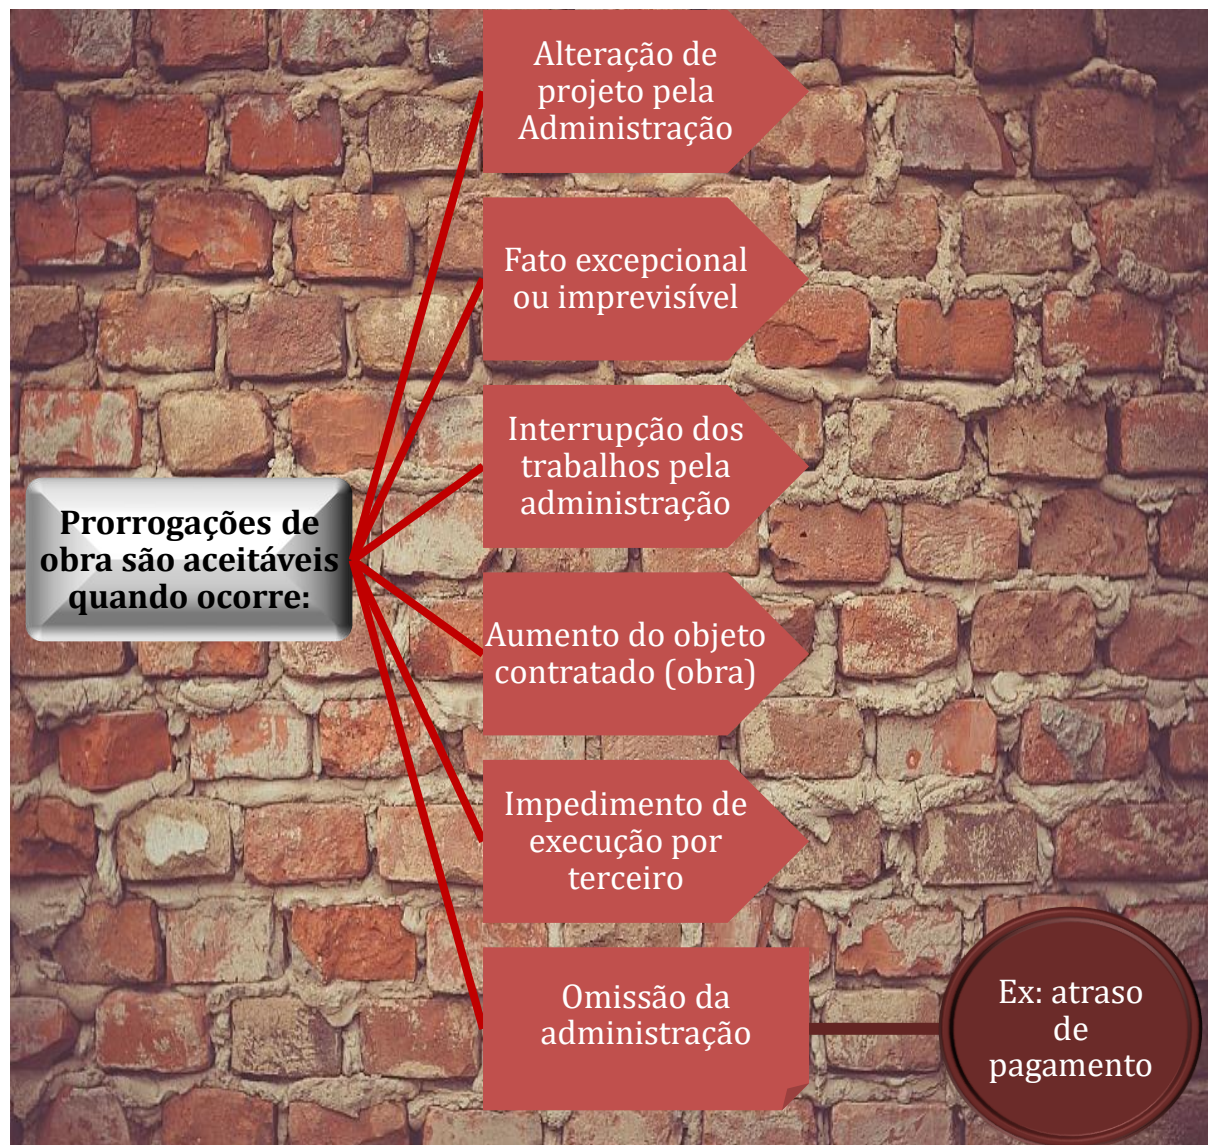 Alteração de
projeto pela
Administração
Fato excepcional
ou imprevisível
Interrupção dos
trabalhos pela
administração
Prorrogações de
obra são aceitáveis
quando ocorre:
Aumento do objeto
contratado (obra)
Impedimento de
execução por
terceiro
Omissão da
administração
Ex: atraso
de
pagamento